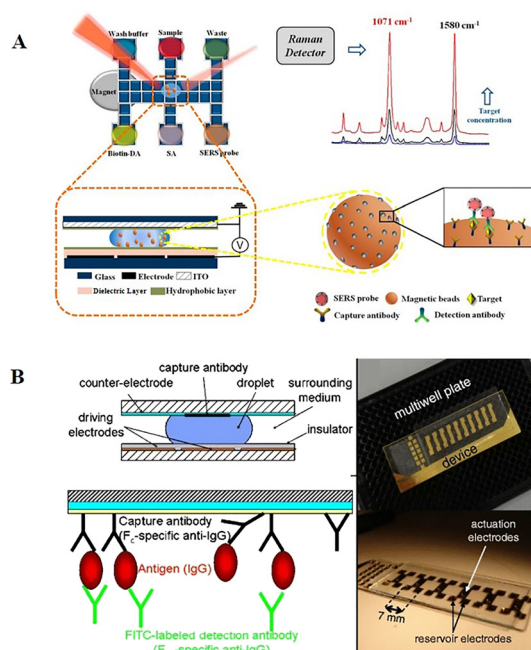 A
Wash buffer
Sample
Waste
Magnet
Biotin-DA
SA
SERS probe
Raman
Detector
1071 cm-1
1580 cm-1
Target
concentration
V
Glass
Electrode
ITO
Dielectric Layer
Hydrophobic layer
SERS probe
Magnetic beads
Target
Capture antibody
Detection antibody
B
capture antibody
counter-electrode
droplet
surrounding
medium
driving
electrodes
insulator
Capture antibody
(Fc-specific anti-IgG)
Antigen (IgG)
FITC-labeled detection antibody
-specific anti-IgG)
multiwell plate
device
actuation
electrodes
7 mm
reservoir electrodes